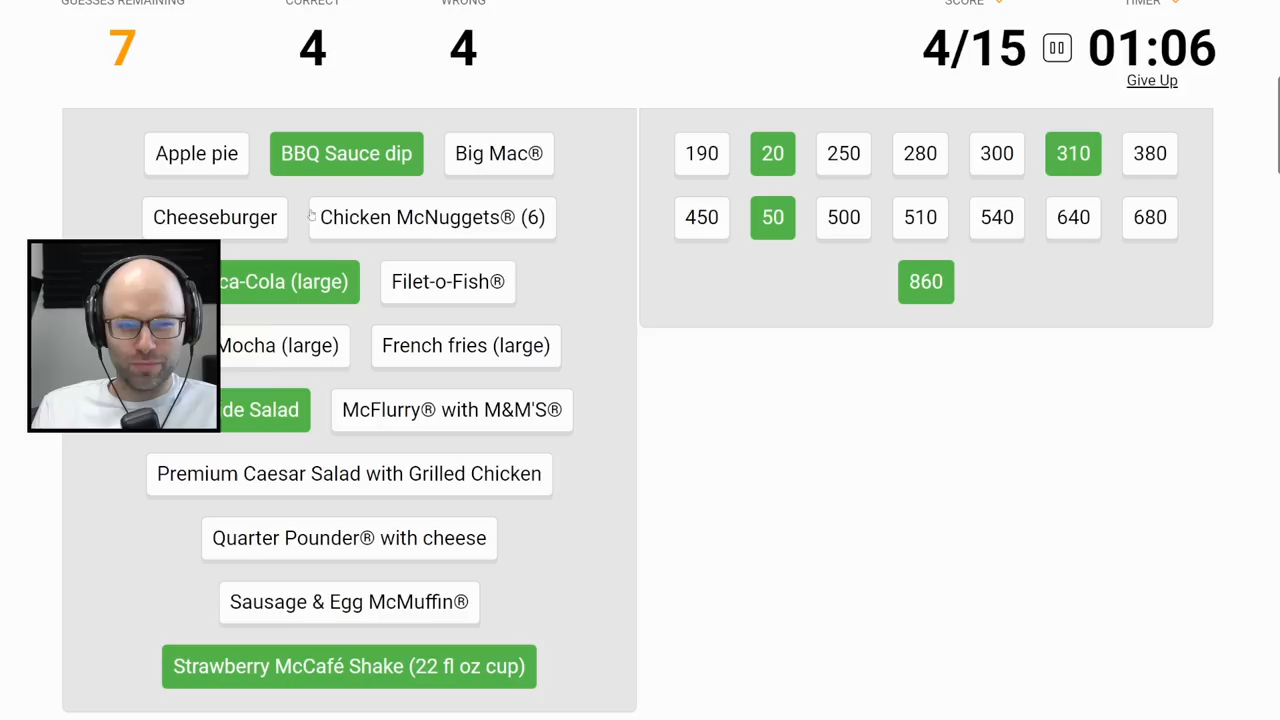 GUESSES REMAINING CORRECT WRONG SCORE TIMER
7 4 4 4/15 01:06
Give Up
Apple pie BBQ Sauce dip Big Mac®
Cheeseburger Chicken McNuggets® (6)
ca-Cola (large) Filet-o-Fish®
Mocha (large) French fries (large)
de Salad McFlurry® with M&M'S®
Premium Caesar Salad with Grilled Chicken
Quarter Pounder® with cheese
Sausage & Egg McMuffin®
Strawberry McCafé Shake (22 fl oz cup)
190 20 250 280 300 310 380
450 50 500 510 540 640 680
860